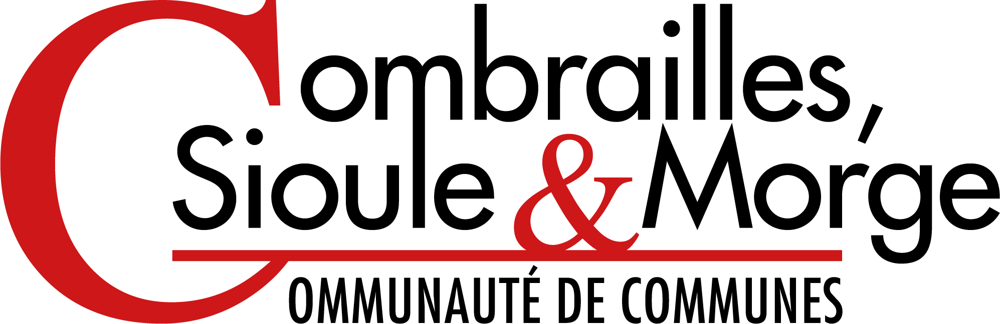 Combrailles,
Sioule & Morge
COMMUNAUTÉ DE COMMUNES